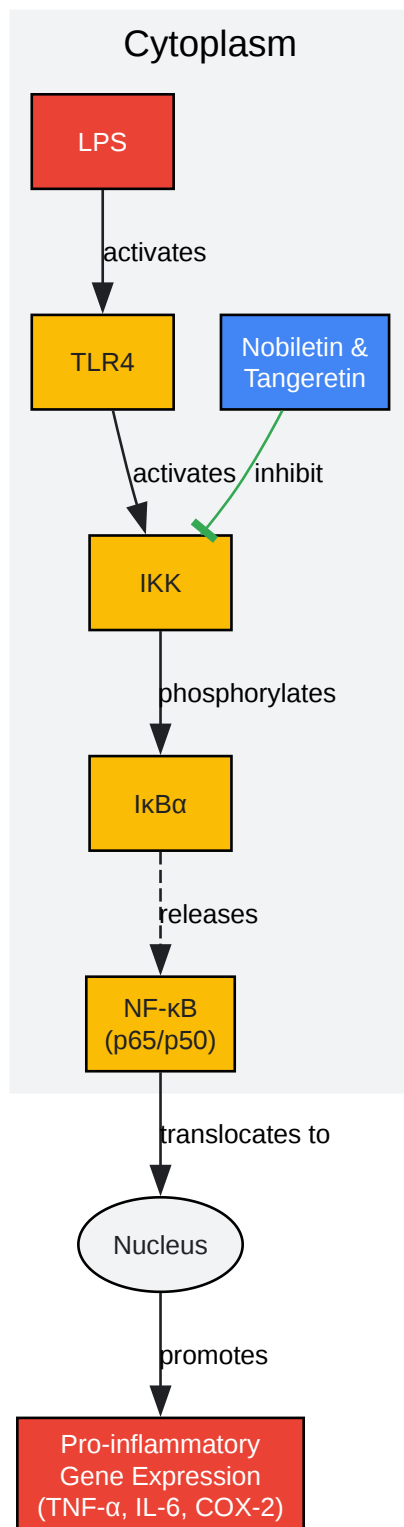 Cytoplasm
LPS
activates
TLR4
Nobiletin &
Tangeretin
activates
inhibit
IKK
phosphorylates
IκBα
releases
NF-κB
(p65/p50)
translocates to
Nucleus
promotes
Pro-inflammatory
Gene Expression
(TNF-α, IL-6, COX-2)